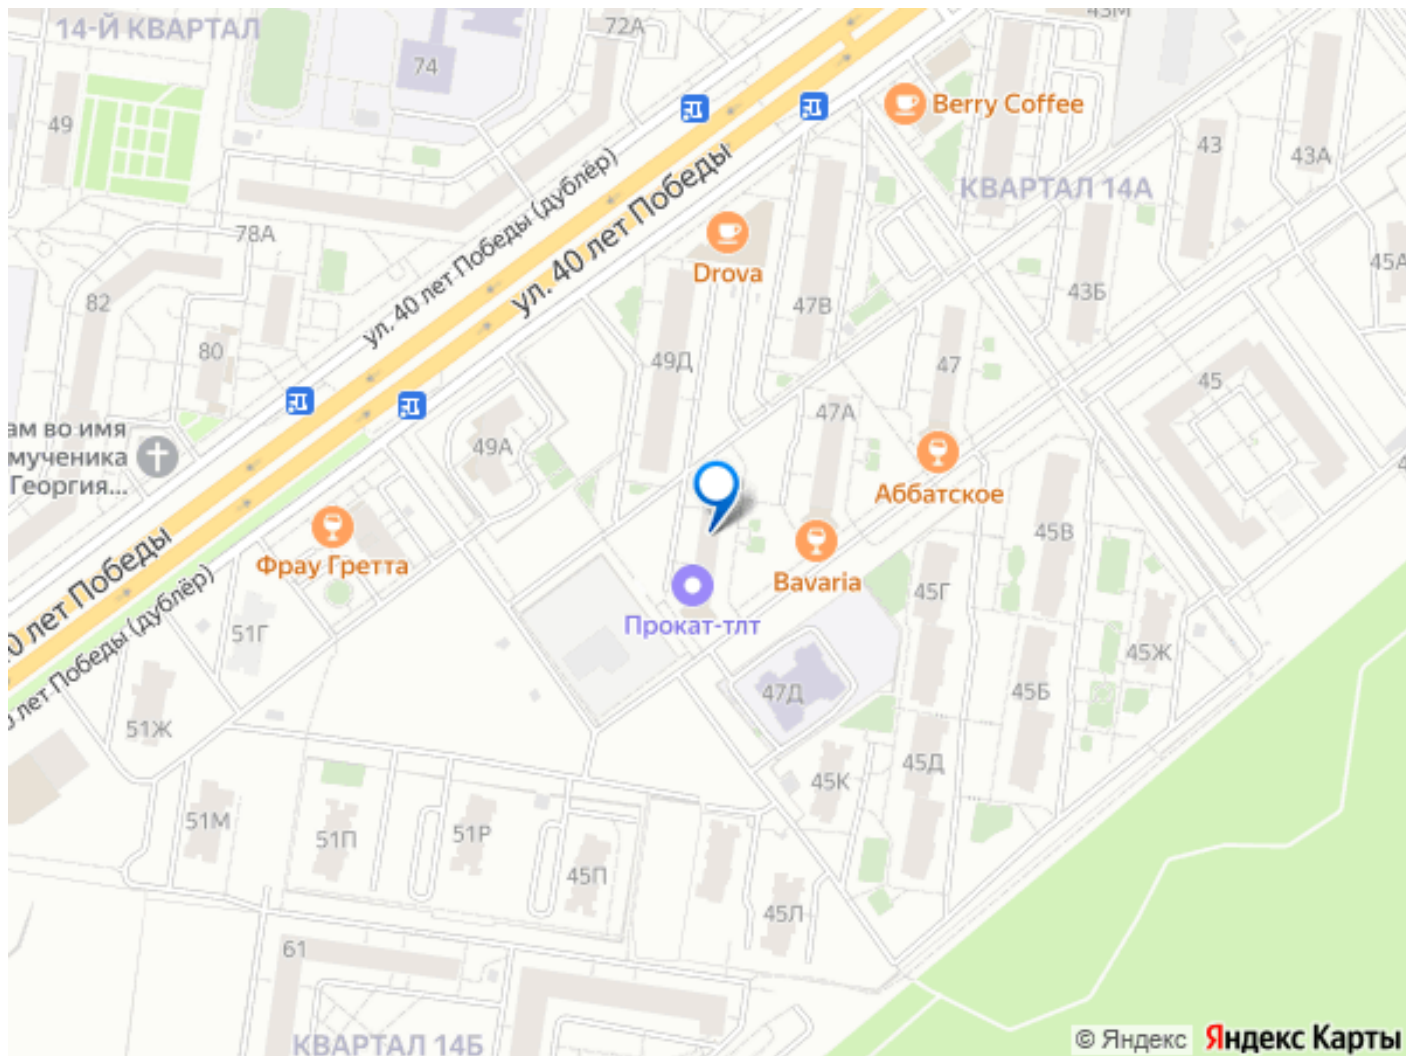 72А
43М
14-Й КВАРТАЛ
74
Berry Coffee
49
43
43А
ул. 40 лет Победы (дублёр)
ул. 40 лет Победы
КВАРТАЛ 14А
78А
Drova
45А
82
47В
43Б
80
49Д
47
45
47А
ам во имя
мученика
Георгия...
49А
Аббатское
45В
Фрау Гретта
Bavaria
0 лет Победы
45Г
0 лет Победы (дублёр)
51Г
Прокат-тлт
45Ж
47Д
45Б
51Ж
45Д
45К
51М
51П
51Р
45П
45Л
61
КВАРТАЛ 14Б
© Яндекс Яндекс Карты